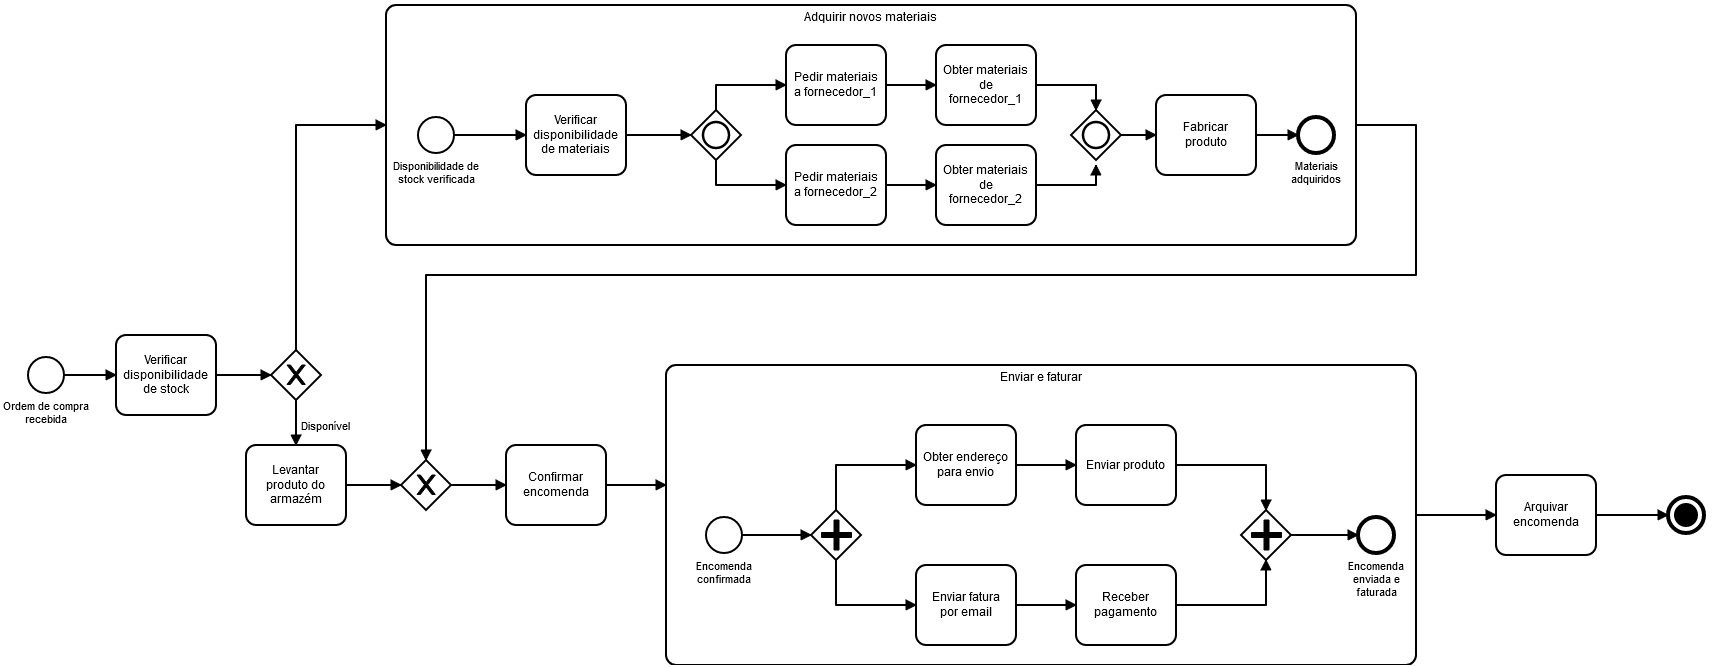 Adquirir novos materiais
Disponibilidade de
stock verificada
Verificar
disponibilidade
de materiais
Pedir materiais
a fornecedor_1
Obter materiais
de
fornecedor_1
Pedir materiais
a fornecedor_2
Obter materiais
de
fornecedor_2
Fabricar
produto
Materiais
adquiridos
Ordem de compra
recebida
Verificar
disponibilidade
de stock
Disponível
Levantar
produto do
armazém
Confirmar
encomenda
Enviar e faturar
Encomenda
confirmada
Obter endereço
para envio
Enviar produto
Enviar fatura
por email
Receber
pagamento
Encomenda
enviada e
faturada
Arquivar
encomenda